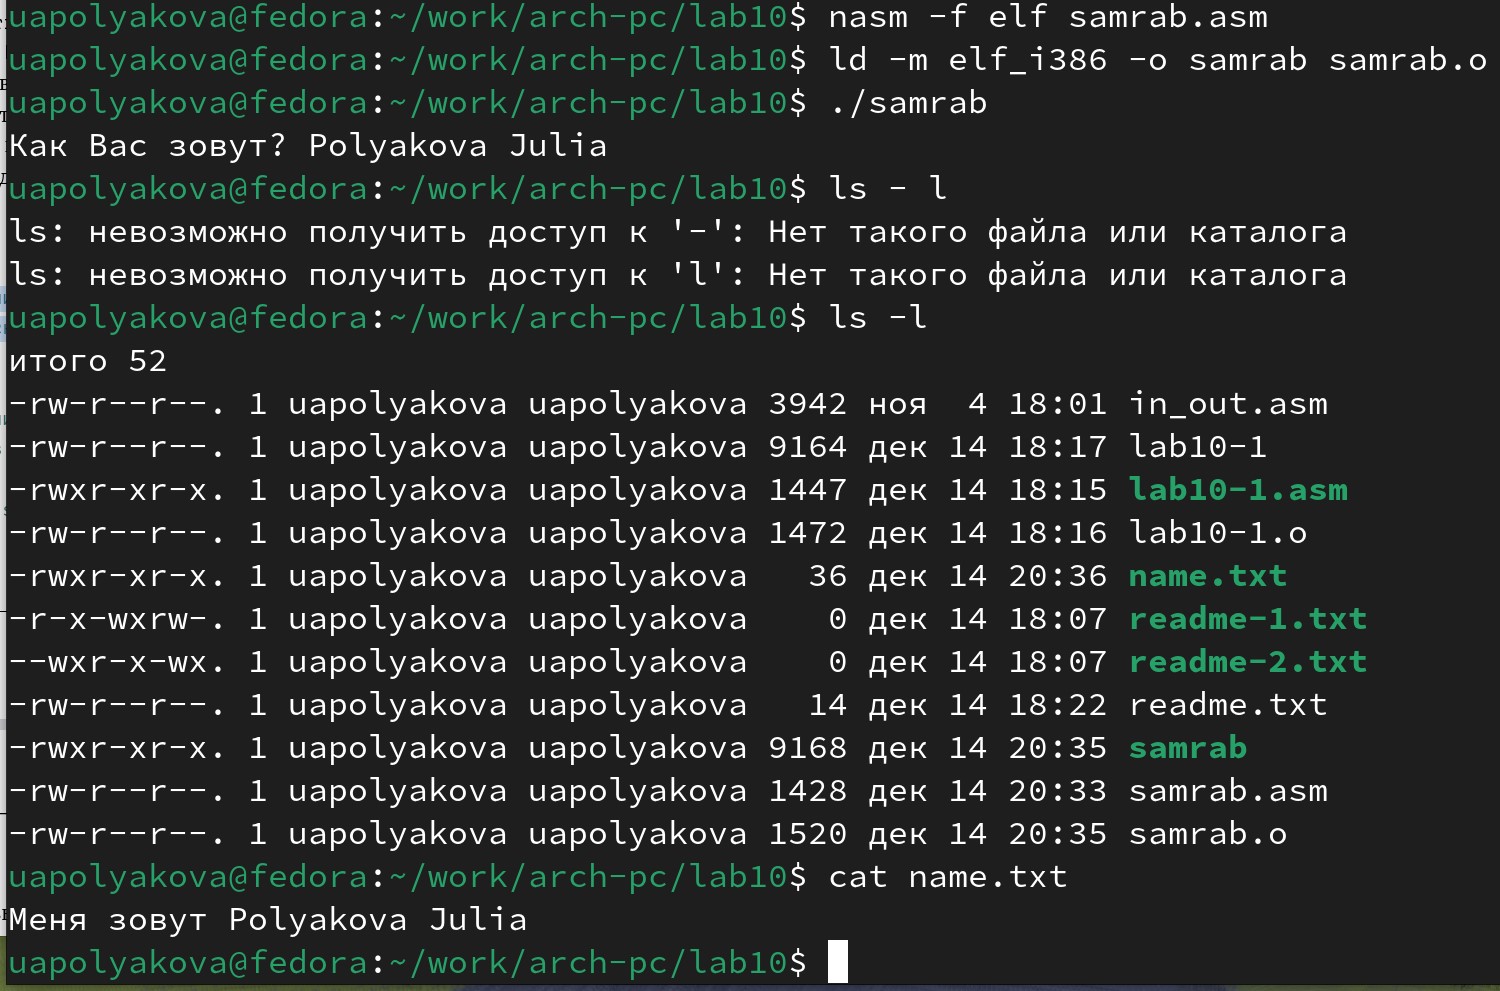 uapolyakova@fedora:~/work/arch-pc/lab10$ nasm -f elf samrab.asm
uapolyakova@fedora:~/work/arch-pc/lab10$ ld -m elf_i386 -o samrab samrab.o
uapolyakova@fedora:~/work/arch-pc/lab10$ ./samrab
Как Вас зовут? Polyakova Julia
uapolyakova@fedora:~/work/arch-pc/lab10$ ls - l
ls: невозможно получить доступ к '-': Нет такого файла или каталога
ls: невозможно получить доступ к 'l': Нет такого файла или каталога
uapolyakova@fedora:~/work/arch-pc/lab10$ ls -l
итого 52
-rw-r--r--. 1 uapolyakova uapolyakova 3942 ноя  4 18:01 in_out.asm
-rw-r--r--. 1 uapolyakova uapolyakova 9164 дек 14 18:17 lab10-1
-rwxr-xr-x. 1 uapolyakova uapolyakova 1447 дек 14 18:15 lab10-1.asm
-rw-r--r--. 1 uapolyakova uapolyakova 1472 дек 14 18:16 lab10-1.o
-rwxr-xr-x. 1 uapolyakova uapolyakova   36 дек 14 20:36 name.txt
-r-x-wxrw-. 1 uapolyakova uapolyakova    0 дек 14 18:07 readme-1.txt
--wxr-x-wx. 1 uapolyakova uapolyakova    0 дек 14 18:07 readme-2.txt
-rw-r--r--. 1 uapolyakova uapolyakova   14 дек 14 18:22 readme.txt
-rwxr-xr-x. 1 uapolyakova uapolyakova 9168 дек 14 20:35 samrab
-rw-r--r--. 1 uapolyakova uapolyakova 1428 дек 14 20:33 samrab.asm
-rw-r--r--. 1 uapolyakova uapolyakova 1520 дек 14 20:35 samrab.o
uapolyakova@fedora:~/work/arch-pc/lab10$ cat name.txt
Меня зовут Polyakova Julia
uapolyakova@fedora:~/work/arch-pc/lab10$